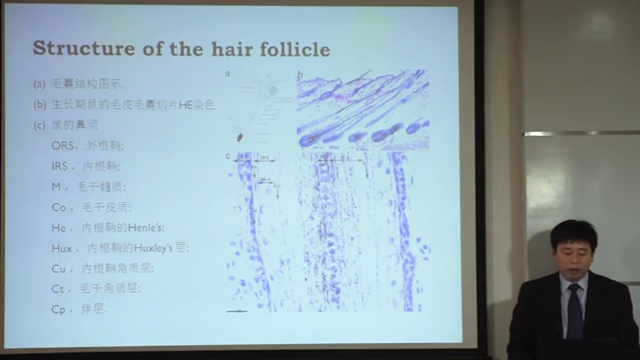 Structure of the hair follicle
(a) 毛囊结构图示.
(b) 生长期鼠的毛皮毛囊切片HE染色
(c) 鼠的鼻须
ORS，外根鞘;
IRS，内根鞘;
M，毛干髓质;
Co，毛干皮质;
He，内根鞘的Henle's;
Hux，内根鞘的Huxley's 层;
Cu，内根鞘角质层;
Ct，毛干角质层;
Cp，伴层.
a
b
c